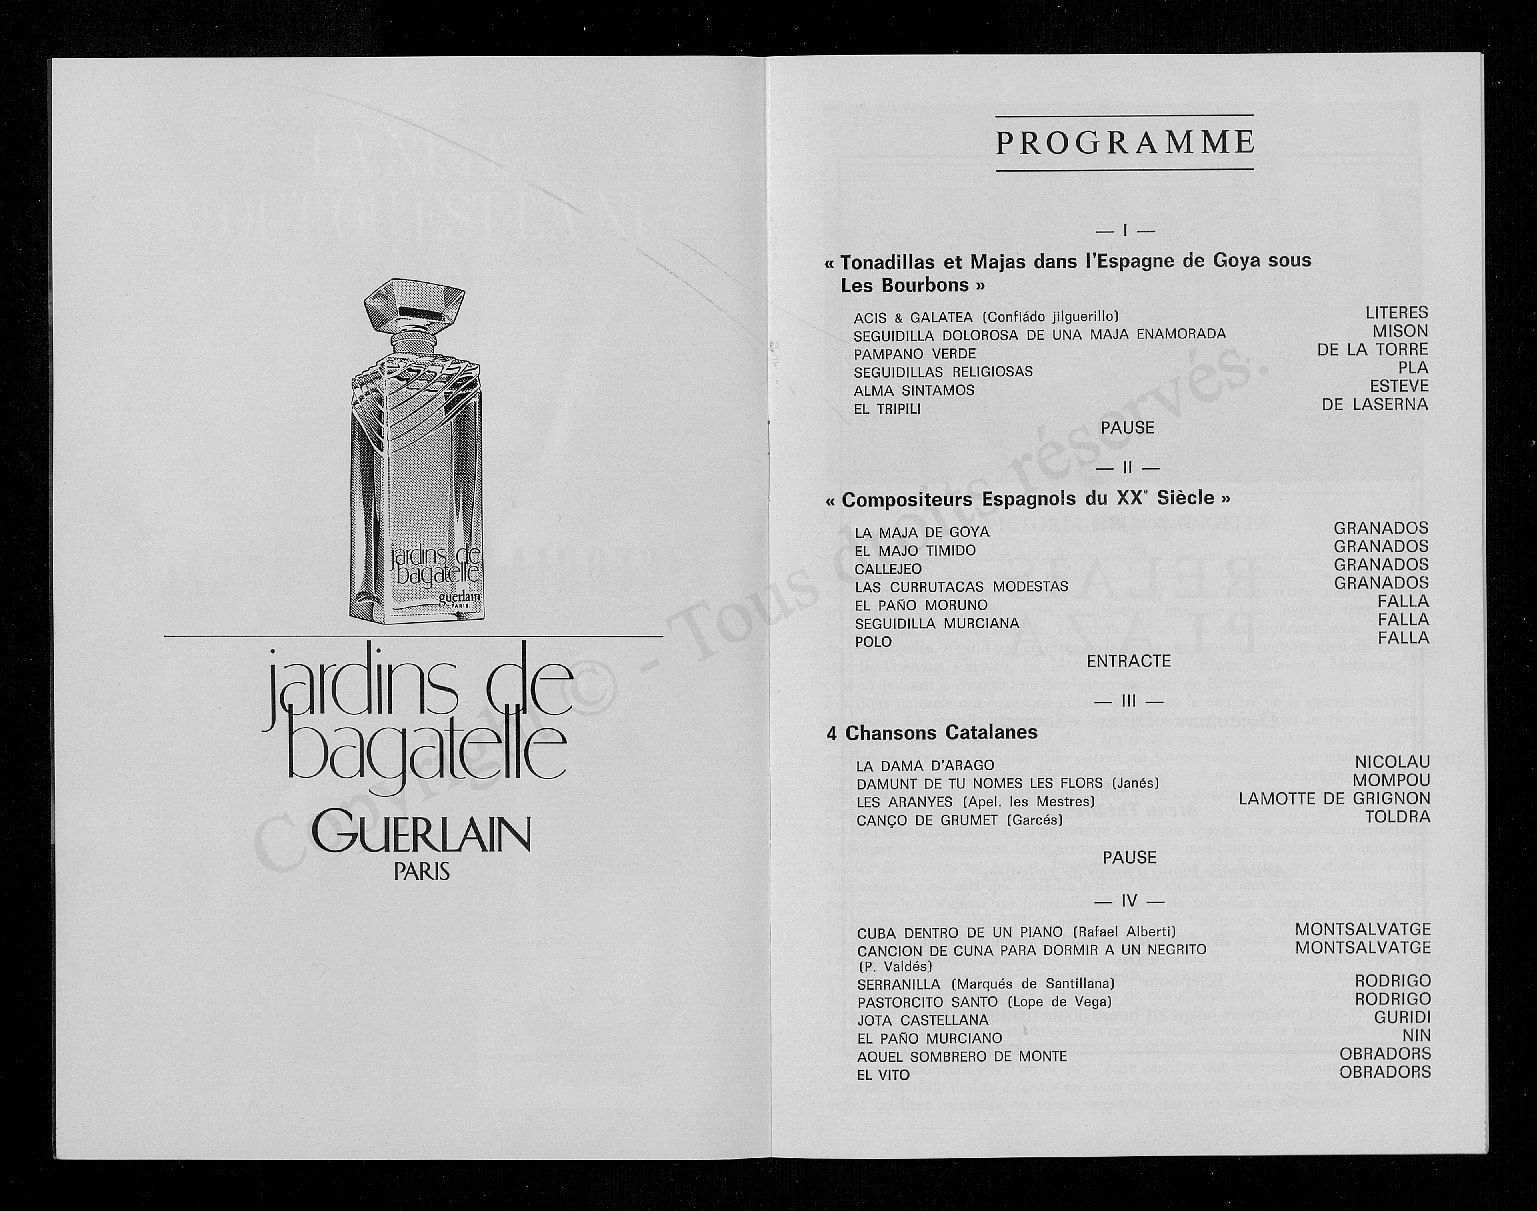 jardins de
bagatelle
guerlain
PARIS
jardins de
bagatelle
GUERLAIN
PARIS
PROGRAMME
— I —
« Tonadillas et Majas dans l'Espagne de Goya sous
Les Bourbons »
ACIS & GALATEA (Confiádo jilguerillo) LITERES
SEGUIDILLA DOLOROSA DE UNA MAJA ENAMORADA MISON
PAMPANO VERDE DE LA TORRE
SEGUIDILLAS RELIGIOSAS PLA
ALMA SINTAMOS ESTEVE
EL TRIPILI DE LASERNA
PAUSE
— II —
« Compositeurs Espagnols du XX° Siècle »
LA MAJA DE GOYA GRANADOS
EL MAJO TIMIDO GRANADOS
CALLEJEO GRANADOS
LAS CURRUTACAS MODESTAS GRANADOS
EL PAÑO MORUNO FALLA
SEGUIDILLA MURCIANA FALLA
POLO FALLA
ENTRACTE
— III —
4 Chansons Catalanes
LA DAMA D'ARAGO NICOLAU
DAMUNT DE TU NOMES LES FLORS (Janés) MOMPOU
LES ARANYES (Apel. les Mestres) LAMOTTE DE GRIGNON
CANÇO DE GRUMET (Garcés) TOLDRA
PAUSE
— IV —
CUBA DENTRO DE UN PIANO (Rafael Alberti) MONTSALVATGE
CANCION DE CUNA PARA DORMIR A UN NEGRITO MONTSALVATGE
(P. Valdés)
SERRANILLA (Marqués de Santillana) RODRIGO
PASTORCITO SANTO (Lope de Vega) RODRIGO
JOTA CASTELLANA GURIDI
EL PAÑO MURCIANO NIN
AQUEL SOMBRERO DE MONTE OBRADORS
EL VITO OBRADORS
Copyright © - Tous droits réservés.